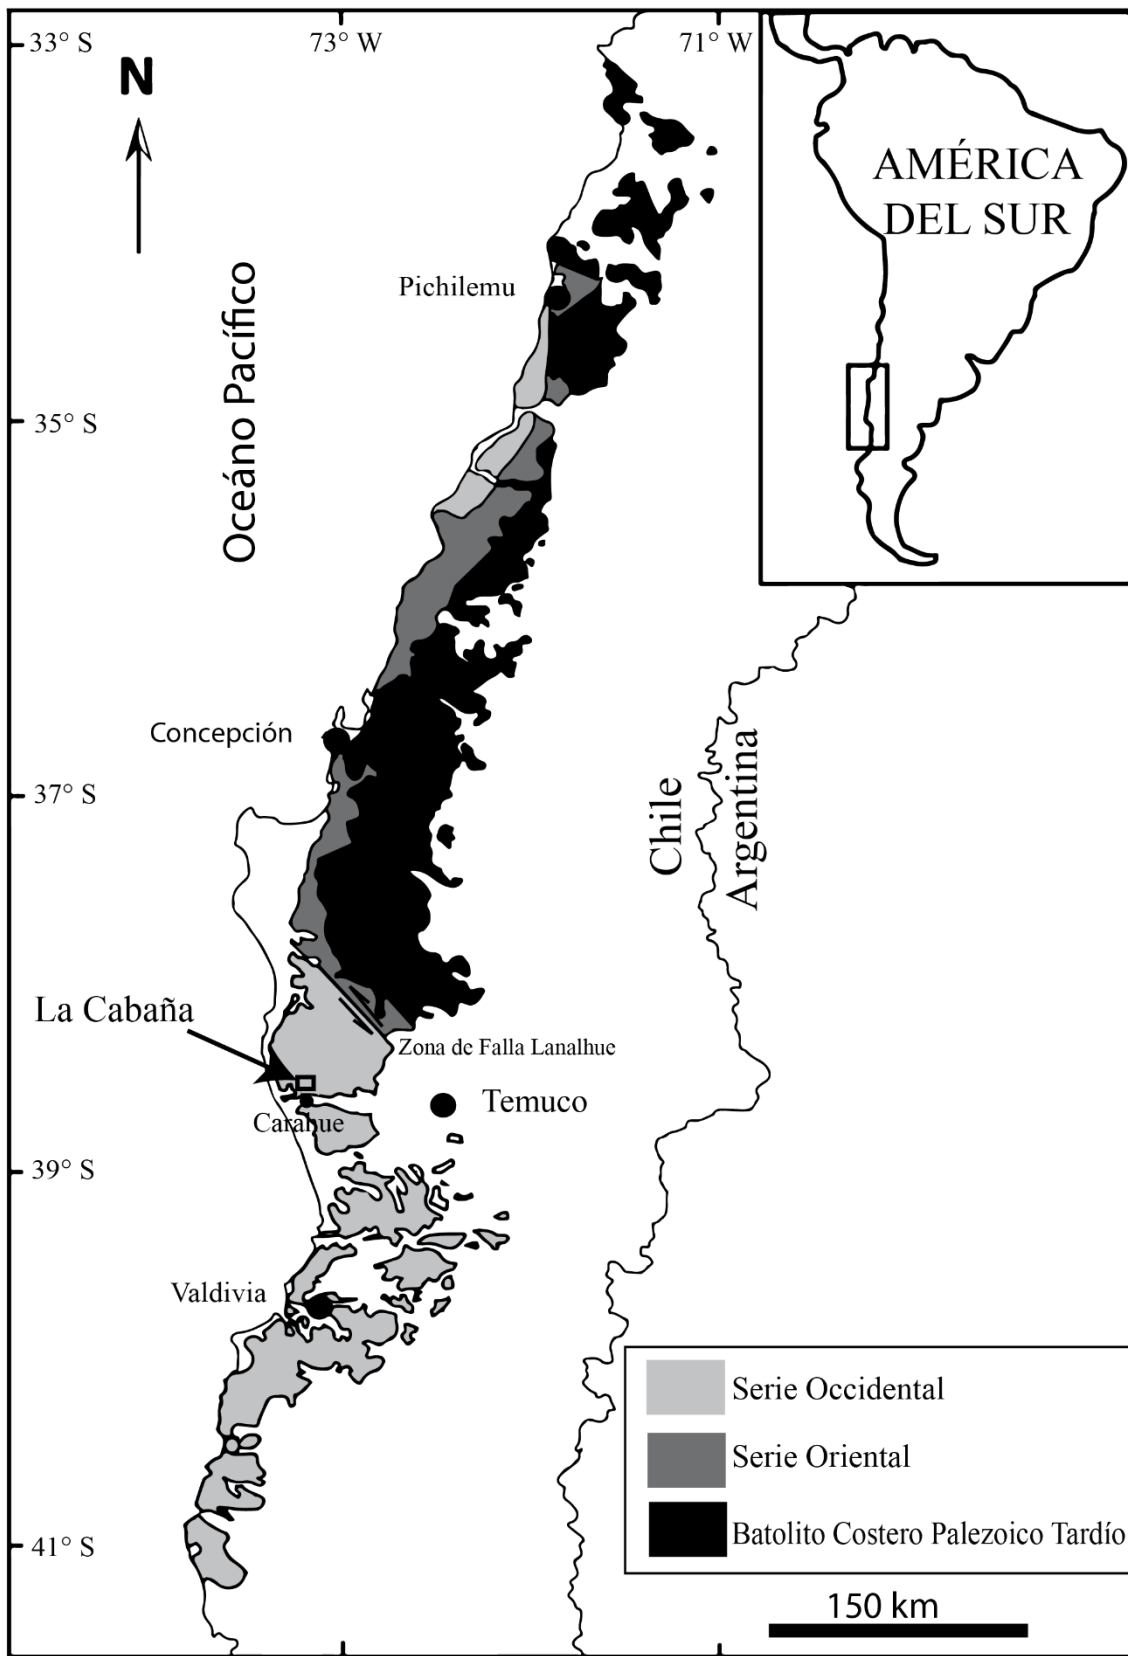 33° S
73° W
71° W
N
AMÉRICA
DEL SUR
Pichilemu
Océano Pacífico
35° S
Concepción
37° S
Chile
Argentina
La Cabaña
Zona de Falla Lanalhue
Temuco
Carahue
39° S
Valdivia
Serie Occidental
Serie Oriental
Batolito Costero Palezoico Tardío
41° S
150 km